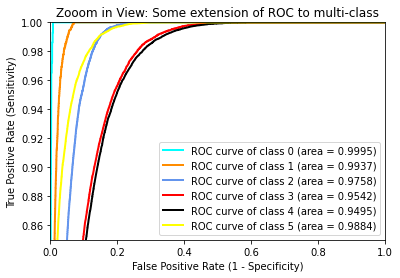 Zooom in View: Some extension of ROC to multi-class
1.00
0.98
0.96
0.94
0.92
0.90
0.88
0.86
True Positive Rate (Sensitivity)
ROC curve of class 0 (area = 0.9995)
ROC curve of class 1 (area = 0.9937)
ROC curve of class 2 (area = 0.9758)
ROC curve of class 3 (area = 0.9542)
ROC curve of class 4 (area = 0.9495)
ROC curve of class 5 (area = 0.9884)
0.0 0.2 0.4 0.6 0.8 1.0
False Positive Rate (1 - Specificity)